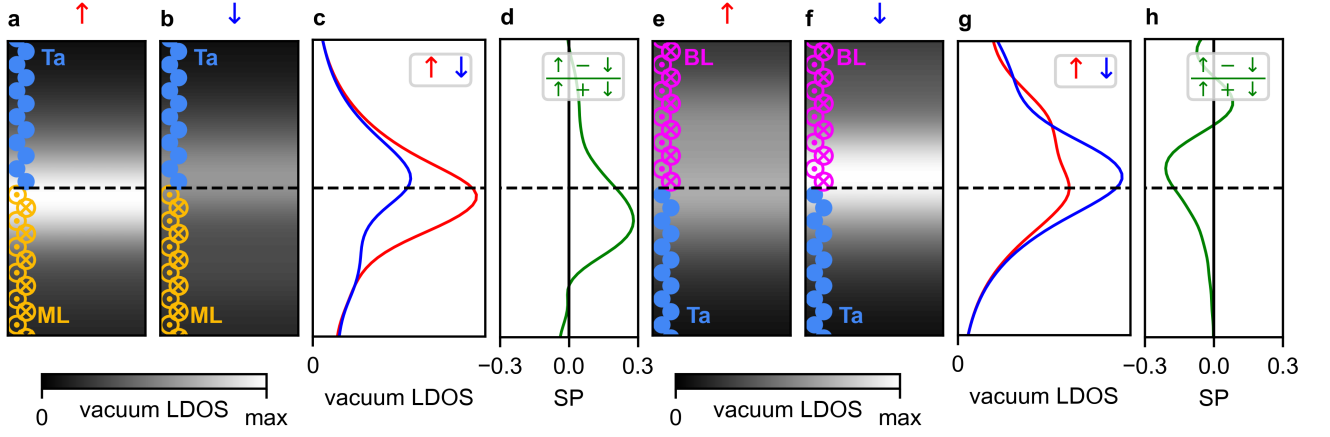 a ↑ b ↓ c d e ↑ f ↓ g h
Ta Ta ↑ ↓ ↑ − ↓ BL BL ↑ ↓ ↑ − ↓
↑ + ↓ ↑ + ↓
ML ML Ta Ta
0 −0.3 0.0 0.3 0 −0.3 0.0 0.3
vacuum LDOS SP vacuum LDOS SP
0 vacuum LDOS max 0 vacuum LDOS max